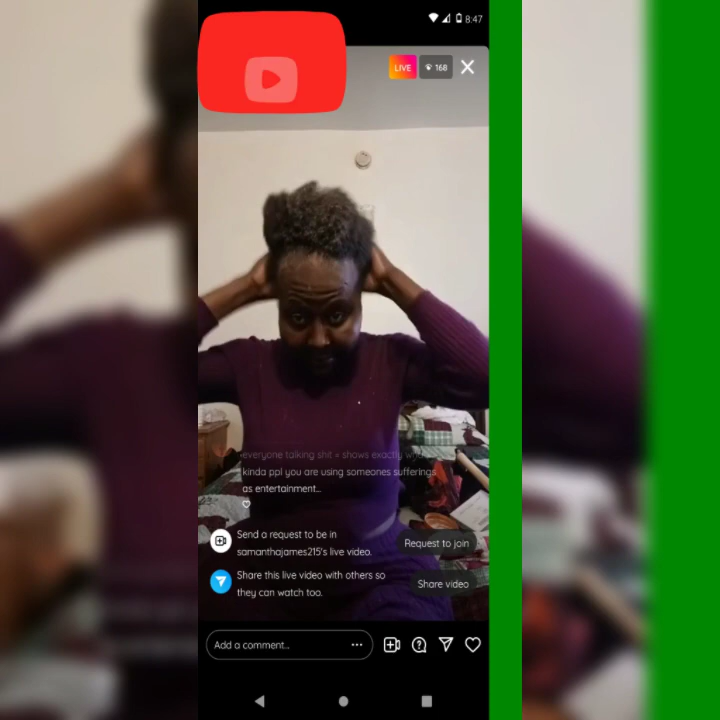 8:47
LIVE 168
everyone talking shit = shows exactly
kinda ppl you are using someones sufferings
as entertainment...
Send a request to be in
samanthajames215's live video.
Request to join
Share this live video with others so
they can watch too.
Share video
Add a comment...